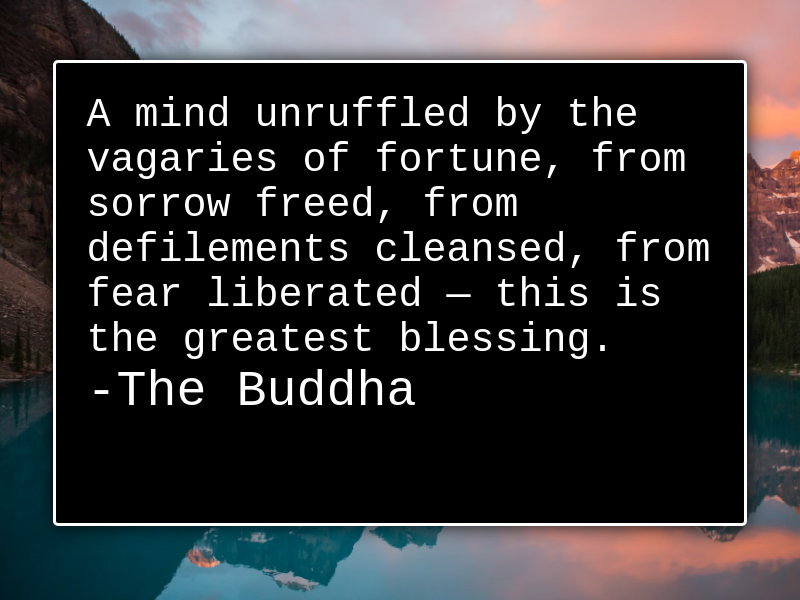 A mind unruffled by the
vagaries of fortune, from
sorrow freed, from
defilements cleansed, from
fear liberated — this is
the greatest blessing.
-The Buddha